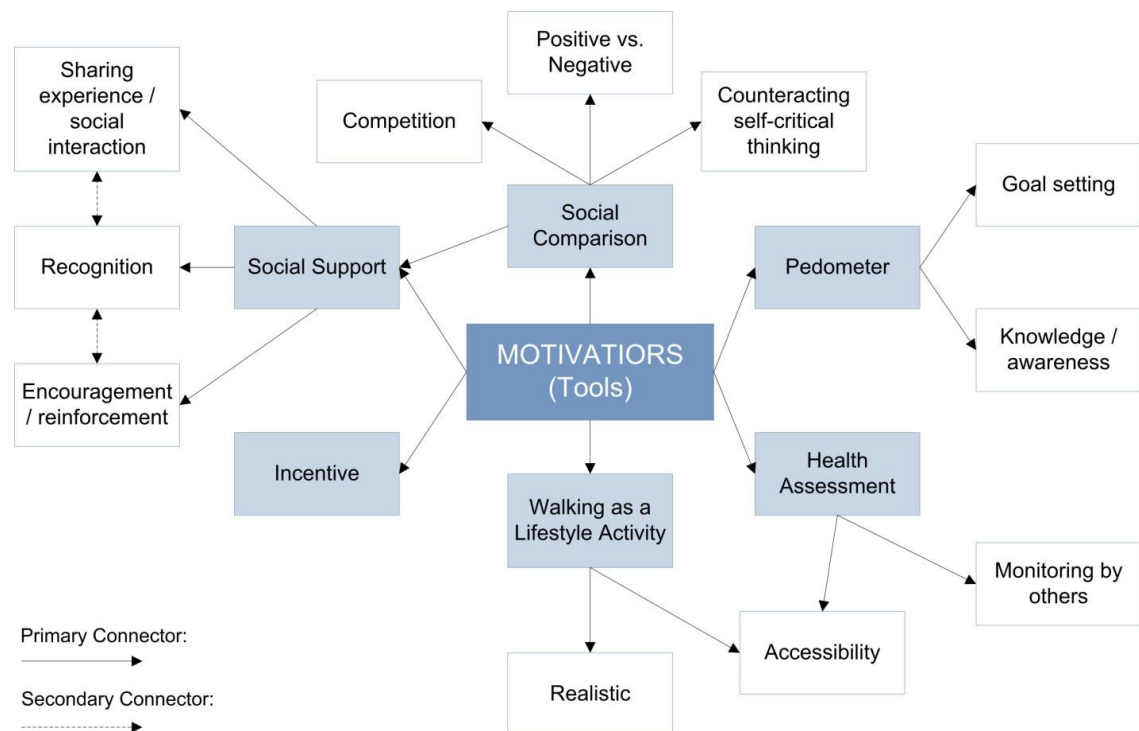 Positive vs.
Negative
Sharing
experience /
social
interaction
Competition
Counteracting
self-critical
thinking
Goal setting
Social
Comparison
Recognition
Social Support
Pedometer
MOTIVATIORS
(Tools)
Knowledge /
awareness
Encouragement
/ reinforcement
Incentive
Health
Assessment
Walking as a
Lifestyle Activity
Monitoring by
others
Accessibility
Realistic
Primary Connector:
Secondary Connector: